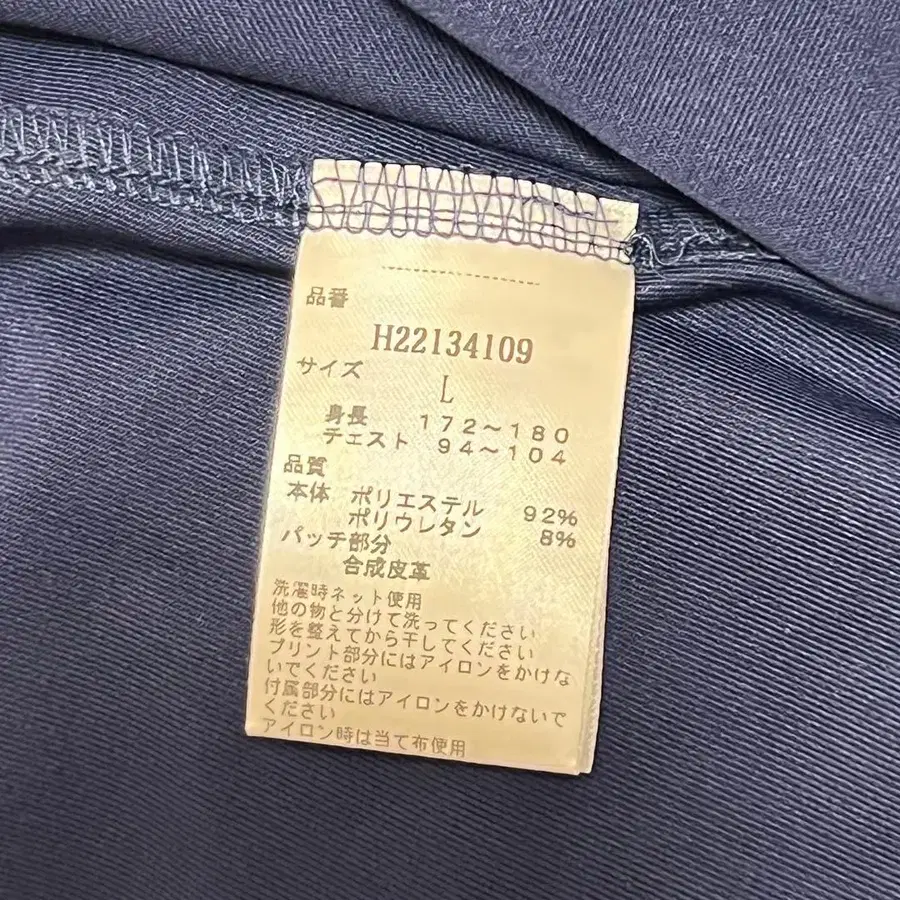 品番
H22134109
サイズ
L
身長 172～180
チェスト 94～104
品質
本体 ポリエステル 92%
ポリウレタン 8%
パッチ部分
合成皮革
洗濯時ネット使用
他の物と分けて洗ってください
形を整えてから干してください
プリント部分にはアイロンをかけな
いでください
付属部分にはアイロンをかけないで
ください
アイロン時は当て布使用